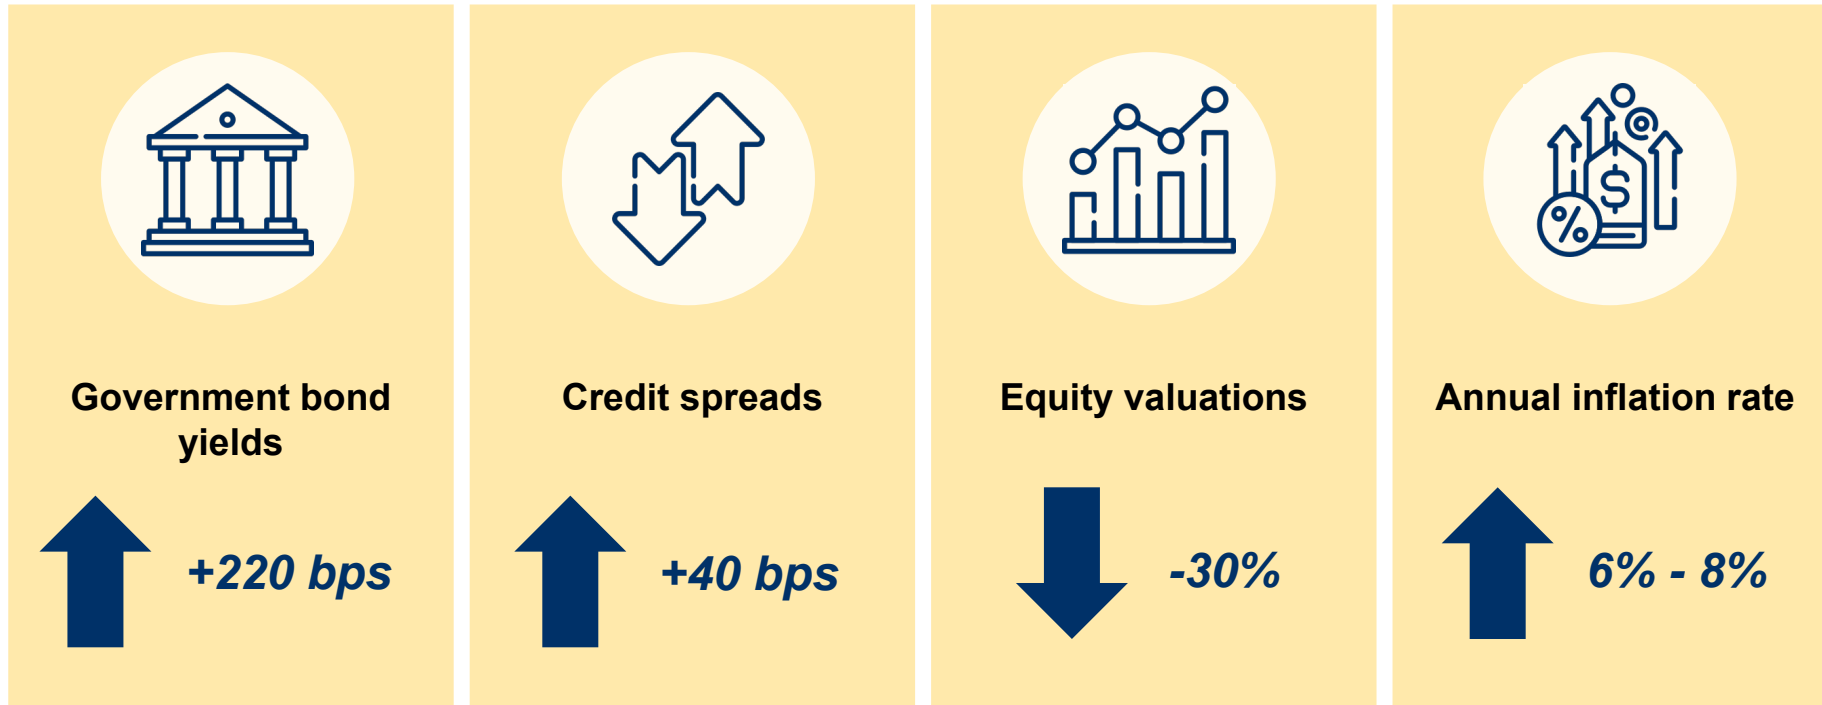 $
%
Government bond
yields
+220 bps
Credit spreads
+40 bps
Equity valuations
-30%
Annual inflation rate
6% - 8%